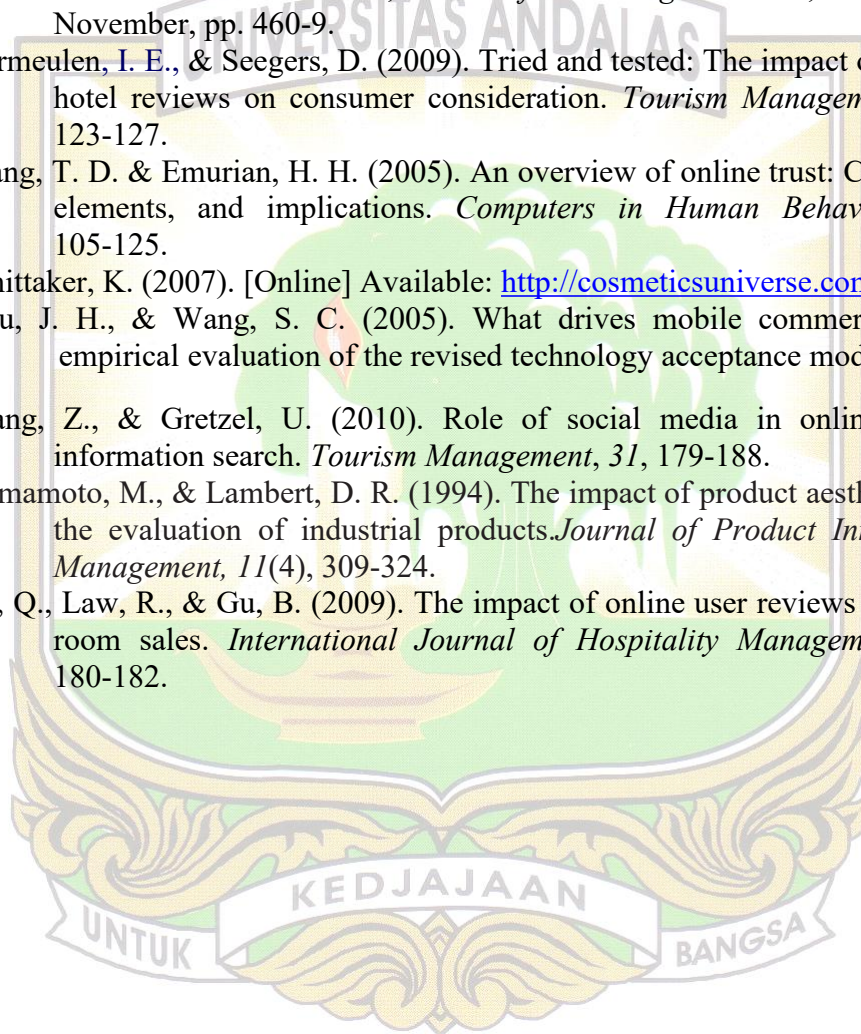 November, pp. 460-9.
rmeulen, I. E., & Seegers, D. (2009). Tried and tested: The impact o
hotel reviews on consumer consideration. Tourism Managem
123-127.
ang, T. D. & Emurian, H. H. (2005). An overview of online trust: C
elements, and implications. Computers in Human Behav
105-125.
ittaker, K. (2007). [Online] Available: http://cosmeticsuniverse.com
u, J. H., & Wang, S. C. (2005). What drives mobile commer
empirical evaluation of the revised technology acceptance mod
ang, Z., & Gretzel, U. (2010). Role of social media in onlin
information search. Tourism Management, 31, 179-188.
mamoto, M., & Lambert, D. R. (1994). The impact of product aesth
the evaluation of industrial products.Journal of Product In
Management, 11(4), 309-324.
, Q., Law, R., & Gu, B. (2009). The impact of online user reviews
room sales. International Journal of Hospitality Managem
180-182.
UNIVERSITAS ANDALAS
KEDJAJAAN
UNTUK BANGSA